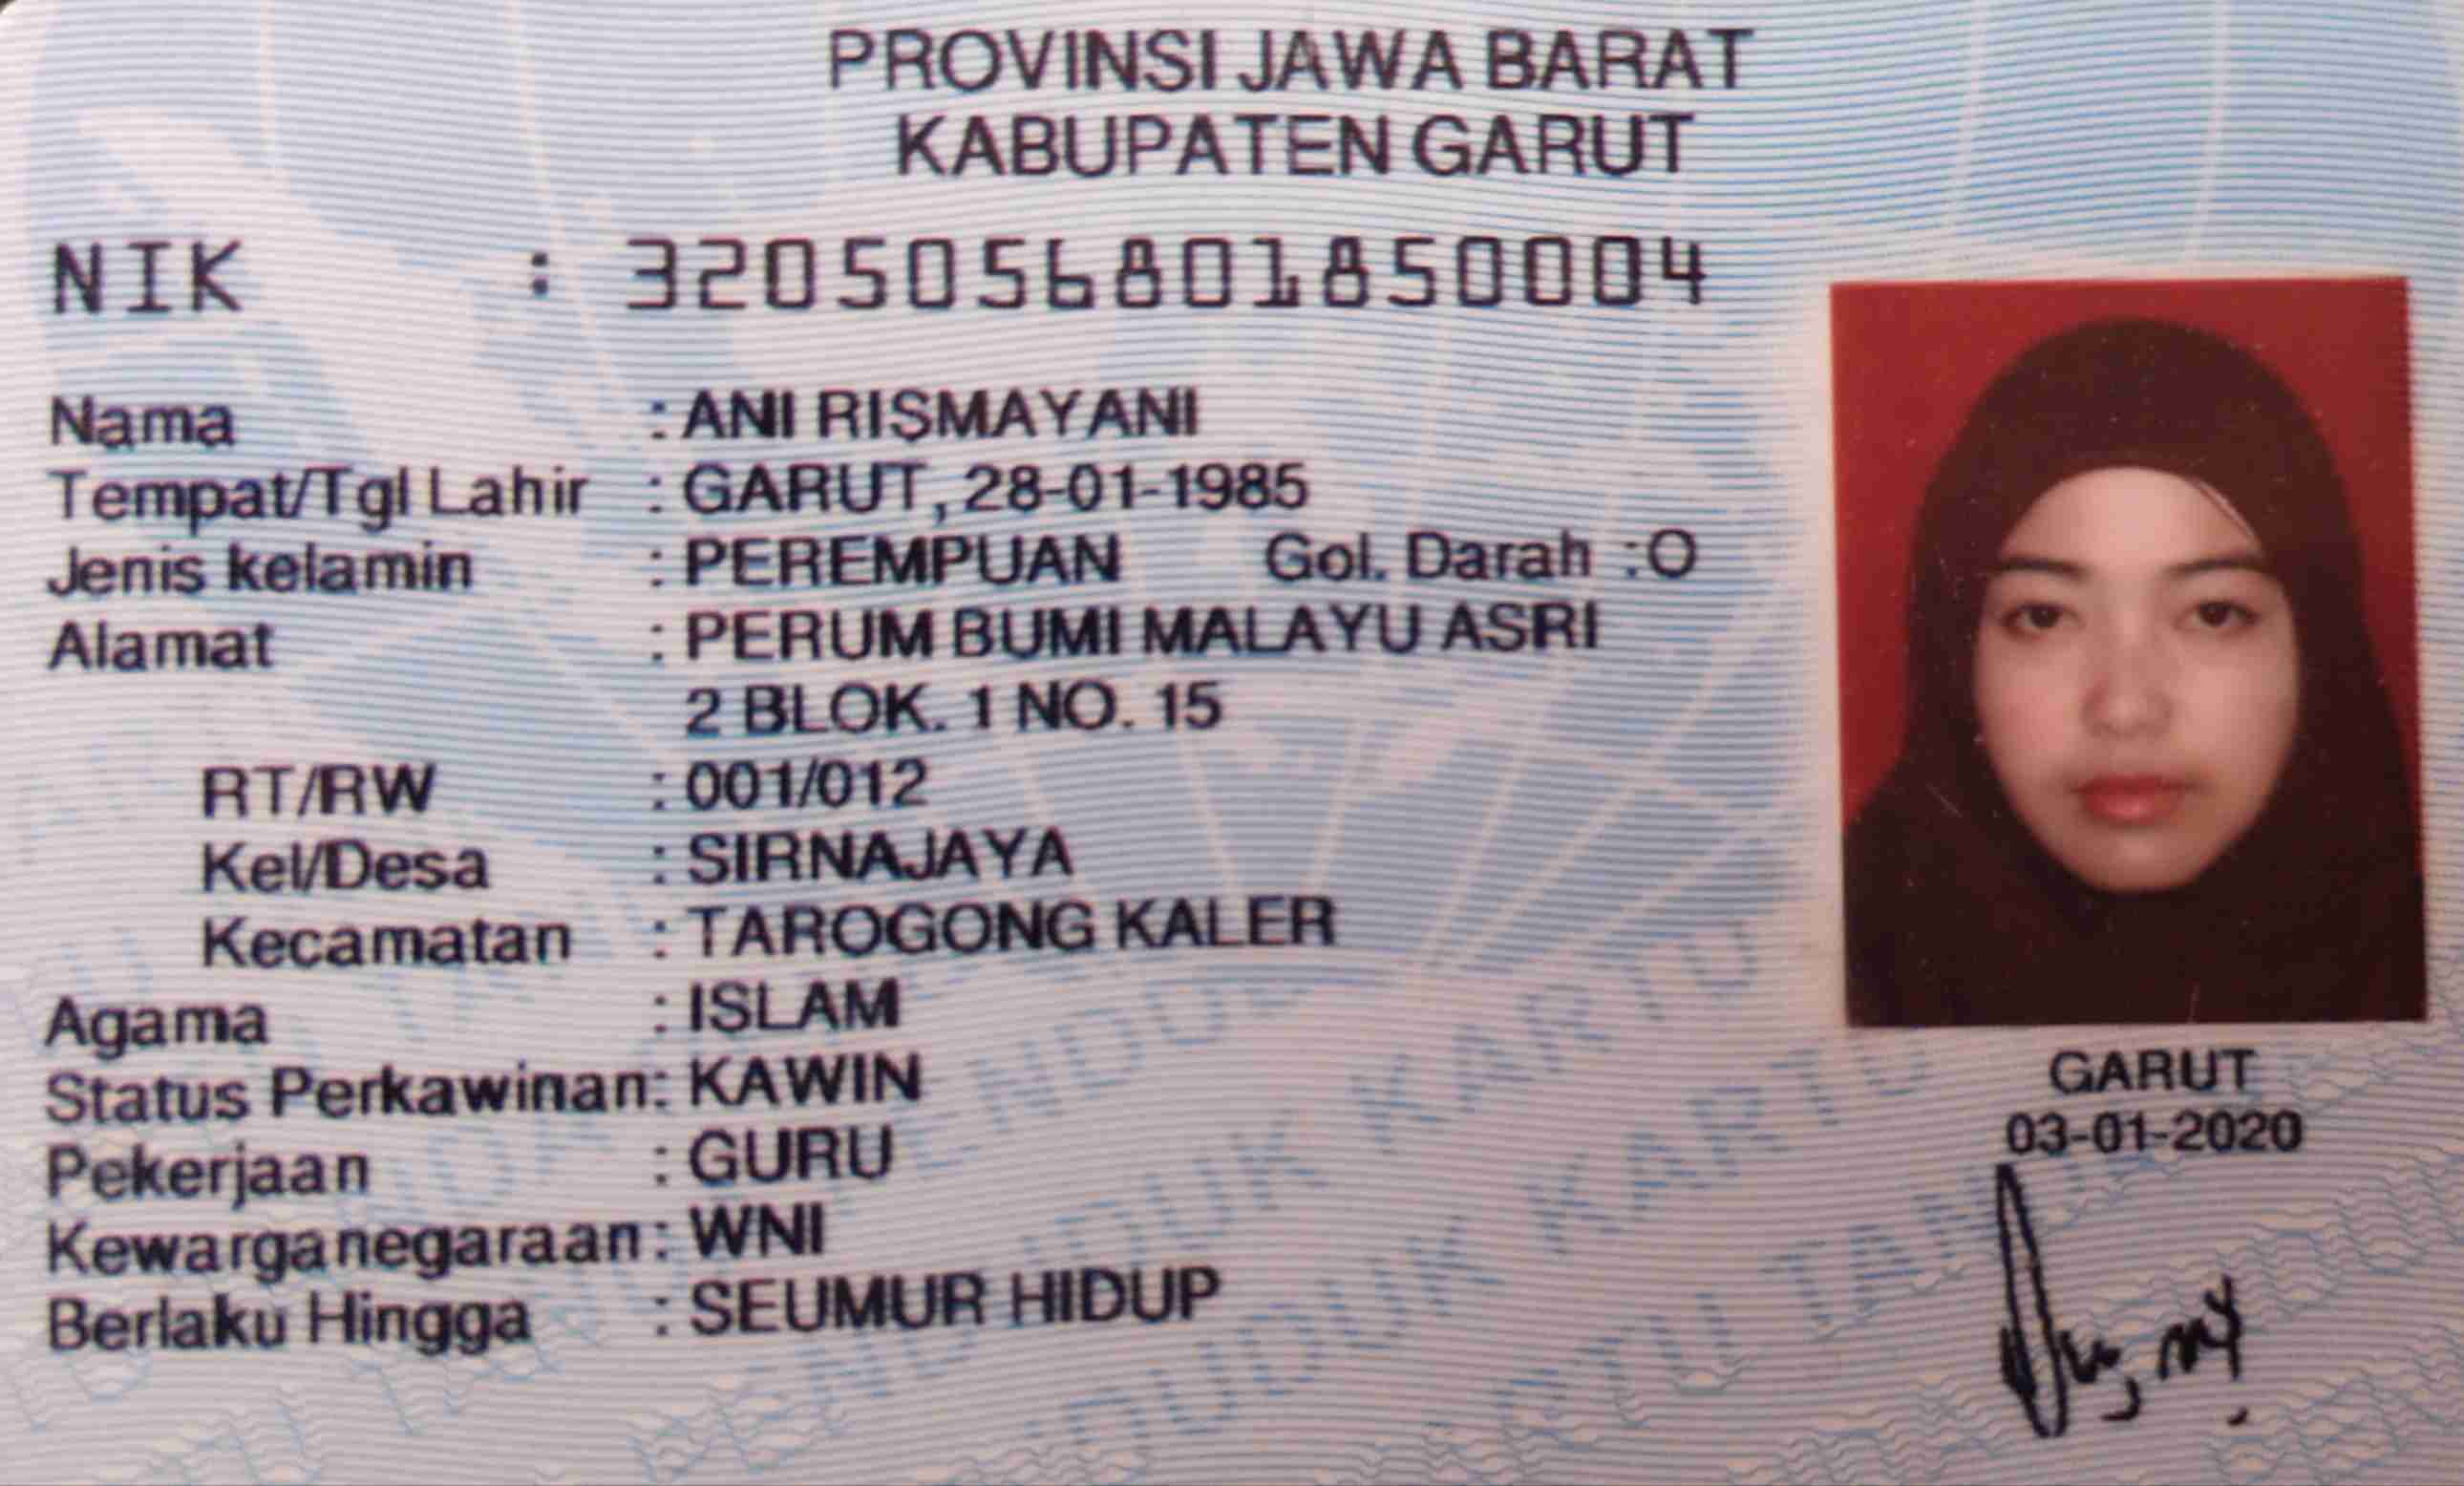 PROVINSI JAWA BARAT
KABUPATEN GARUT
NIK : 3205056801850004
Nama : ANI RISMAYANI
Tempat/Tgl Lahir : GARUT, 28-01-1985
Jenis kelamin : PEREMPUAN Gol. Darah : O
Alamat : PERUM BUMI MALAYU ASRI
2 BLOK. 1 NO. 15
RT/RW : 001/012
Kel/Desa : SIRNAJAYA
Kecamatan : TAROGONG KALER
Agama : ISLAM
Status Perkawinan: KAWIN
Pekerjaan : GURU
Kewarganegaraan: WNI
Berlaku Hingga : SEUMUR HIDUP
GARUT
03-01-2020